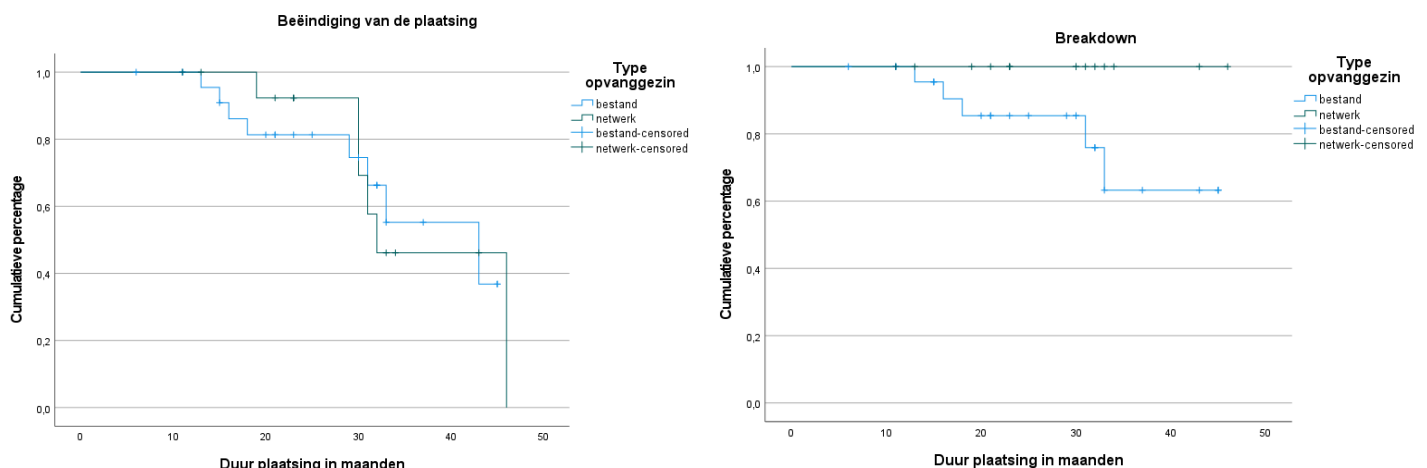 Beëindiging van de plaatsing
Cumulatieve percentage
1,0
0,8
0,6
0,4
0,2
0,0
0 10 20 30 40 50
Duur plaatsing in maanden
Type
opvanggezin
bestand
netwerk
bestand-censored
netwerk-censored
Breakdown
Cumulatieve percentage
1,0
0,8
0,6
0,4
0,2
0,0
0 10 20 30 40 50
Duur plaatsing in maanden
Type
opvanggezin
bestand
netwerk
bestand-censored
netwerk-censored